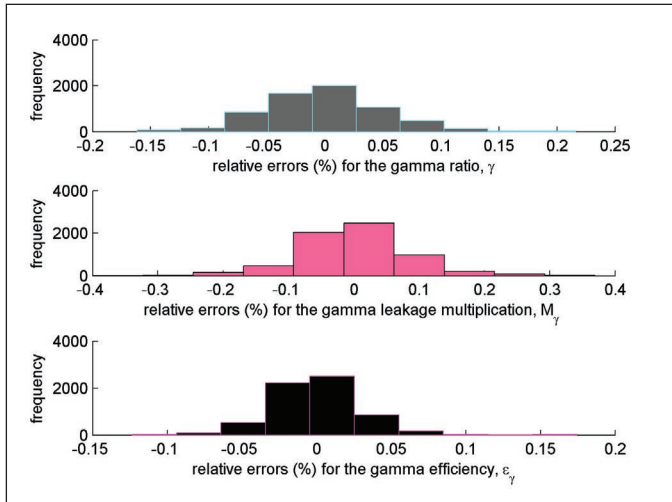 4000
2000
0
frequency
-0.2 -0.15 -0.1 -0.05 0 0.05 0.1 0.15 0.2 0.25
relative errors (%) for the gamma ratio, γ
4000
2000
0
frequency
-0.4 -0.3 -0.2 -0.1 0 0.1 0.2 0.3 0.4
relative errors (%) for the gamma leakage multiplication, Mγ
4000
2000
0
frequency
-0.15 -0.1 -0.05 0 0.05 0.1 0.15 0.2
relative errors (%) for the gamma efficiency, εγ